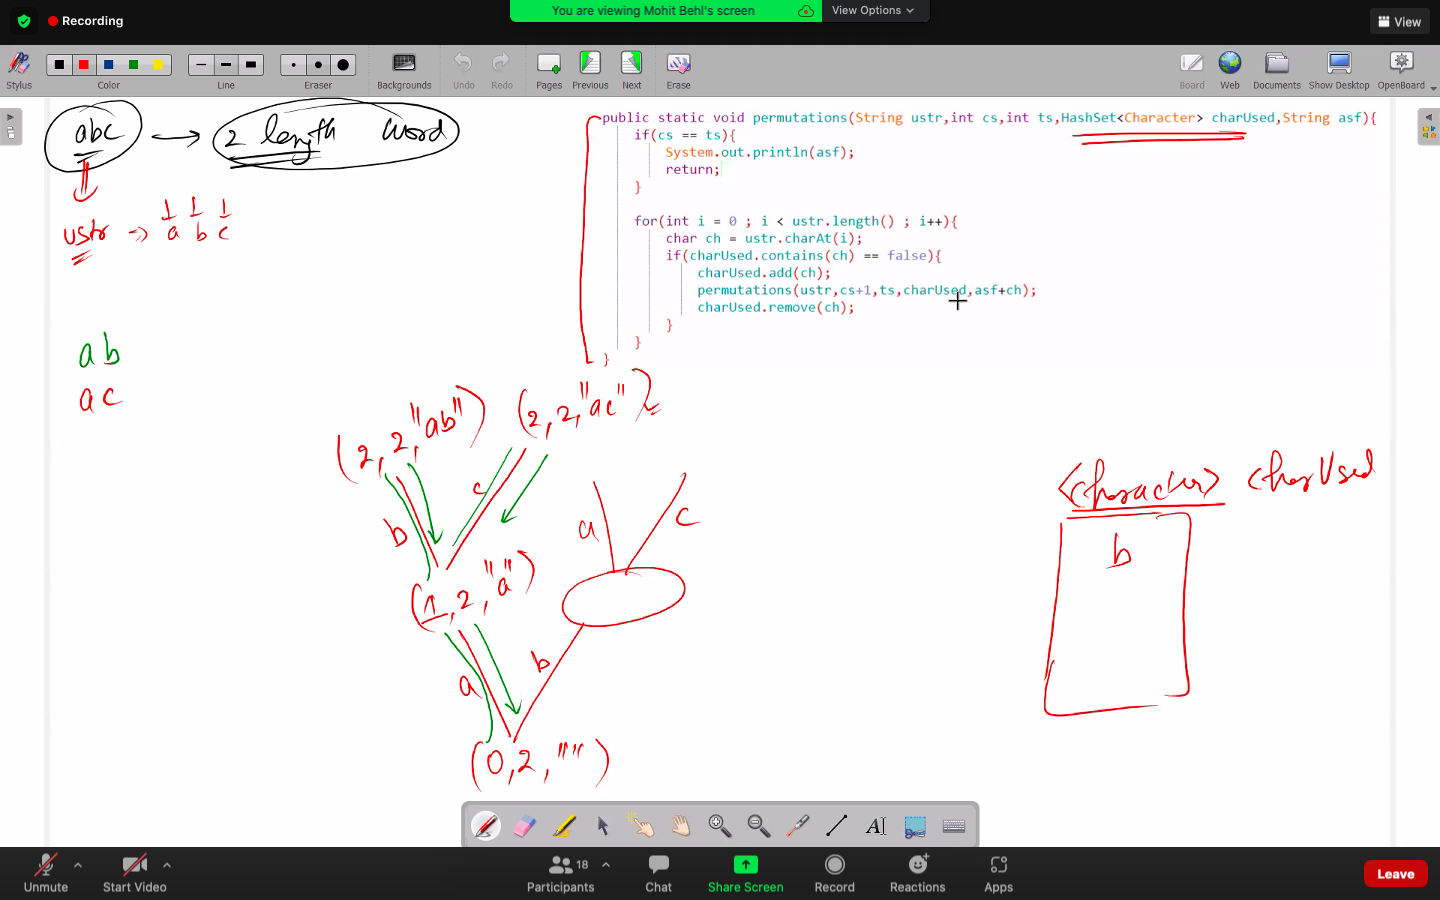 Recording
You are viewing Mohit Behl's screen
View Options
View
Stylus
Color
Line
Eraser
Backgrounds
Undo
Redo
Pages
Previous
Next
Erase
Board
Web
Documents
Show Desktop
OpenBoard
abc → 2 length word
ustr → a b c
1 1 1
public static void permutations(String ustr,int cs,int ts,HashSet<Character> charUsed,String asf){
if(cs == ts){
System.out.println(asf);
return;
}
for(int i = 0 ; i < ustr.length() ; i++){
char ch = ustr.charAt(i);
if(charUsed.contains(ch) == false){
charUsed.add(ch);
permutations(ustr,cs+1,ts,charUsed,asf+ch);
charUsed.remove(ch);
}
}
}
ab
ac
(2,2,"ab")
(2,2,"ac")
b
c
a
c
(1,2,"a")
a
b
(0,2,"")
<Character> charUsed
b
Unmute
Start Video
18
Participants
Chat
Share Screen
Record
Reactions
Apps
Leave